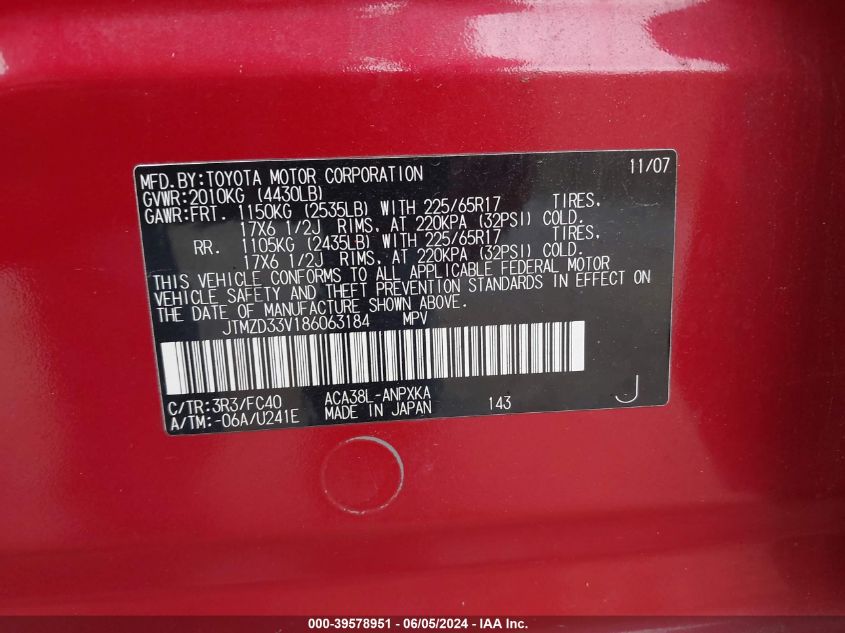 MFD.BY:TOYOTA MOTOR CORPORATION 11/07
GVWR:2010KG (4430LB)
GAWR:FRT. 1150KG (2535LB) WITH 225/65R17 TIRES,
17X6 1/2J RIMS, AT 220KPA (32PSI) COLD.
RR. 1105KG (2435LB) WITH 225/65R17 TIRES,
17X6 1/2J RIMS, AT 220KPA (32PSI) COLD.
THIS VEHICLE CONFORMS TO ALL APPLICABLE FEDERAL MOTOR
VEHICLE SAFETY AND THEFT PREVENTION STANDARDS IN EFFECT ON
THE DATE OF MANUFACTURE SHOWN ABOVE.
JTMZD33V186063184 MPV
C/TR:3R3/FC40 ACA38L-ANPXKA
A/TM:-06A/U241E MADE IN JAPAN 143 J
000-39578951 - 06/05/2024 - IAA Inc.